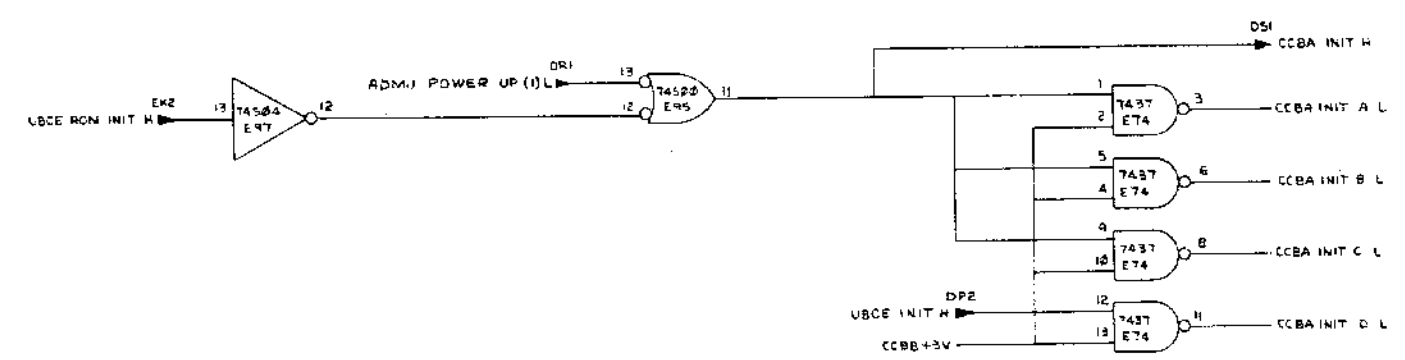 DS1
CCBA INIT H
DR1
ADMJ POWER UP (1) L
13
74S00
E95
12
11
EK2
UBCE ROM INIT H
13
74S04
E97
12
1
2
7437
E74
3
CCBA INIT A L
5
4
7437
E74
6
CCBA INIT B L
9
10
7437
E74
8
CCBA INIT C L
DP2
UBCE INIT H
12
13
7437
E74
11
CCBA INIT D L
CCBB +3V